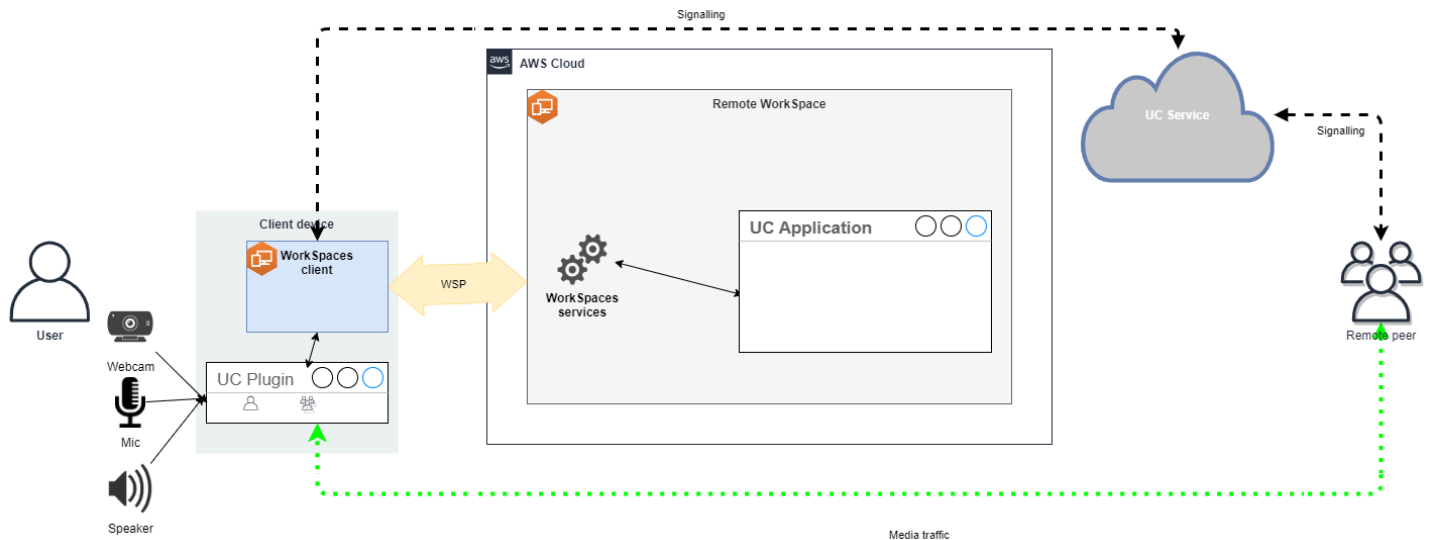 Signalling
aws
AWS Cloud
Remote WorkSpace
UC Service
Signalling
Client device
WorkSpaces
client
UC Application
WSP
WorkSpaces
services
User
Remote peer
Webcam
UC Plugin
Mic
Speaker
Media traffic